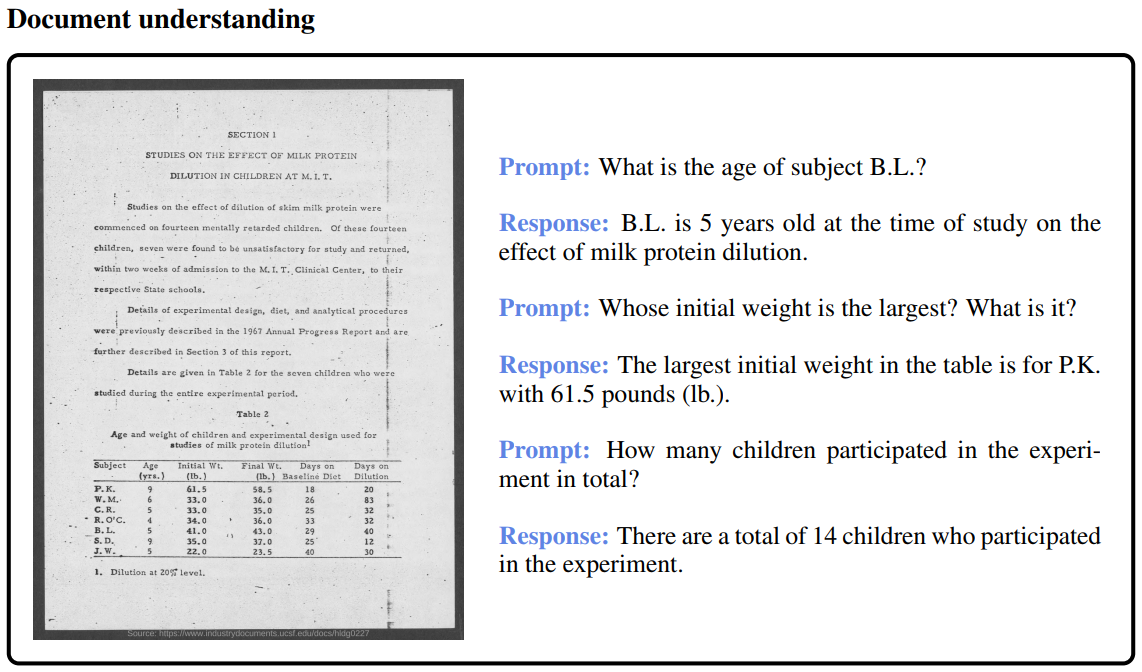 Document understanding
SECTION 1
STUDIES ON THE EFFECT OF MILK PROTEIN
DILUTION IN CHILDREN AT M. I. T.
Studies on the effect of dilution of skim milk protein were
commenced on fourteen mentally retarded children. Of these fourteen
children, seven were found to be unsatisfactory for study and returned,
within two weeks of admission to the M. I. T. Clinical Center, to their
respective State schools.
Details of experimental design, diet, and analytical procedures
were previously described in the 1967 Annual Progress Report and are
further described in Section 3 of this report.
Details are given in Table 2 for the seven children who were
studied during the entire experimental period.
Table 2
Age and weight of children and experimental design used for
studies of milk protein dilution1
Subject Age Initial Wt. Final Wt. Days on Days on
(yrs.) (lb.) (lb.) Baseline Diet Dilution
P. K. 9 61.5 58.5 18 20
W. M. 6 33.0 36.0 26 83
C. R. 5 33.0 35.0 25 32
R. O'C. 4 34.0 36.0 33 32
B. L. 5 41.0 43.0 29 40
S. D. 9 35.0 37.0 25 12
J. W. 5 22.0 23.5 40 30
1. Dilution at 20% level.
Source: https://www.industrydocuments.ucsf.edu/docs/hldg0227
Prompt: What is the age of subject B.L.?
Response: B.L. is 5 years old at the time of study on the
effect of milk protein dilution.
Prompt: Whose initial weight is the largest? What is it?
Response: The largest initial weight in the table is for P.K.
with 61.5 pounds (lb.).
Prompt: How many children participated in the experi-
ment in total?
Response: There are a total of 14 children who participated
in the experiment.